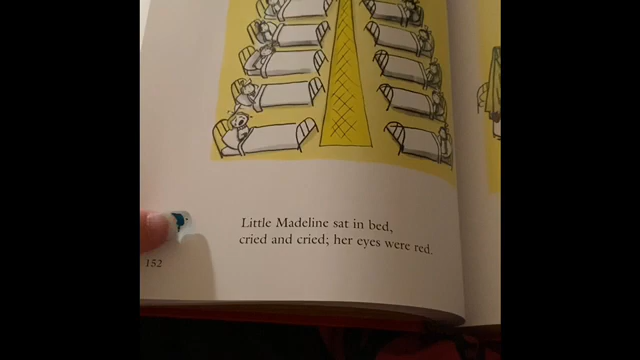 Little Madeline sat in bed,
cried and cried; her eyes were red.
152